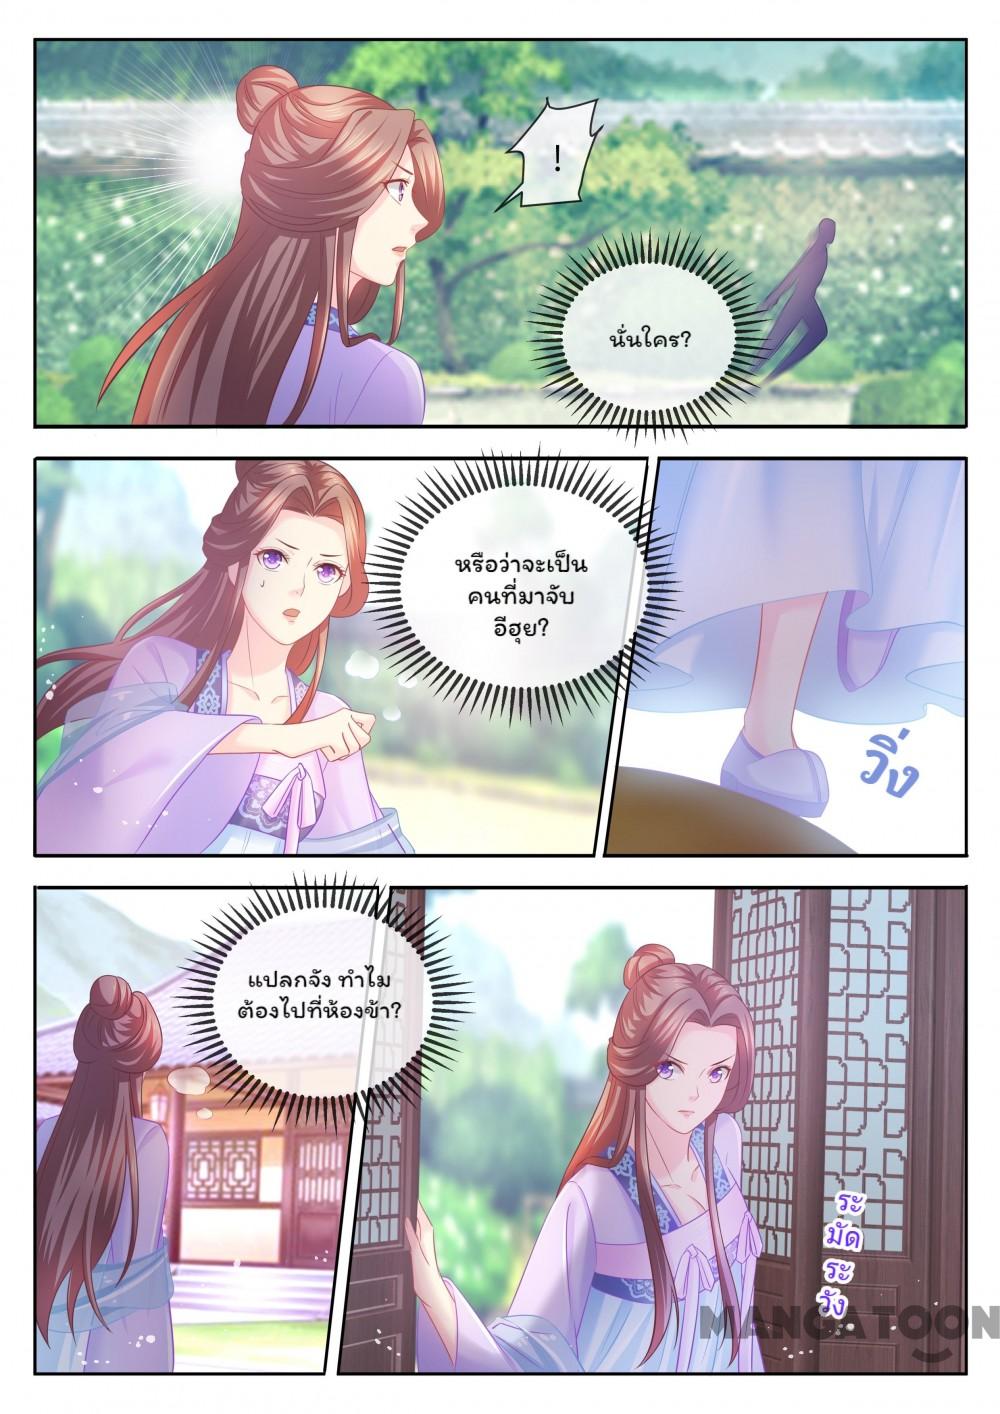 !
นั่นใคร?
หรือว่าจะเป็น
คนที่มาจับ
อีฮุย?
วิ่ง
แปลกจัง ทำไม
ต้องไปที่ห้องข้า?
ระ
มัด
ระ
วัง
MANGATOON